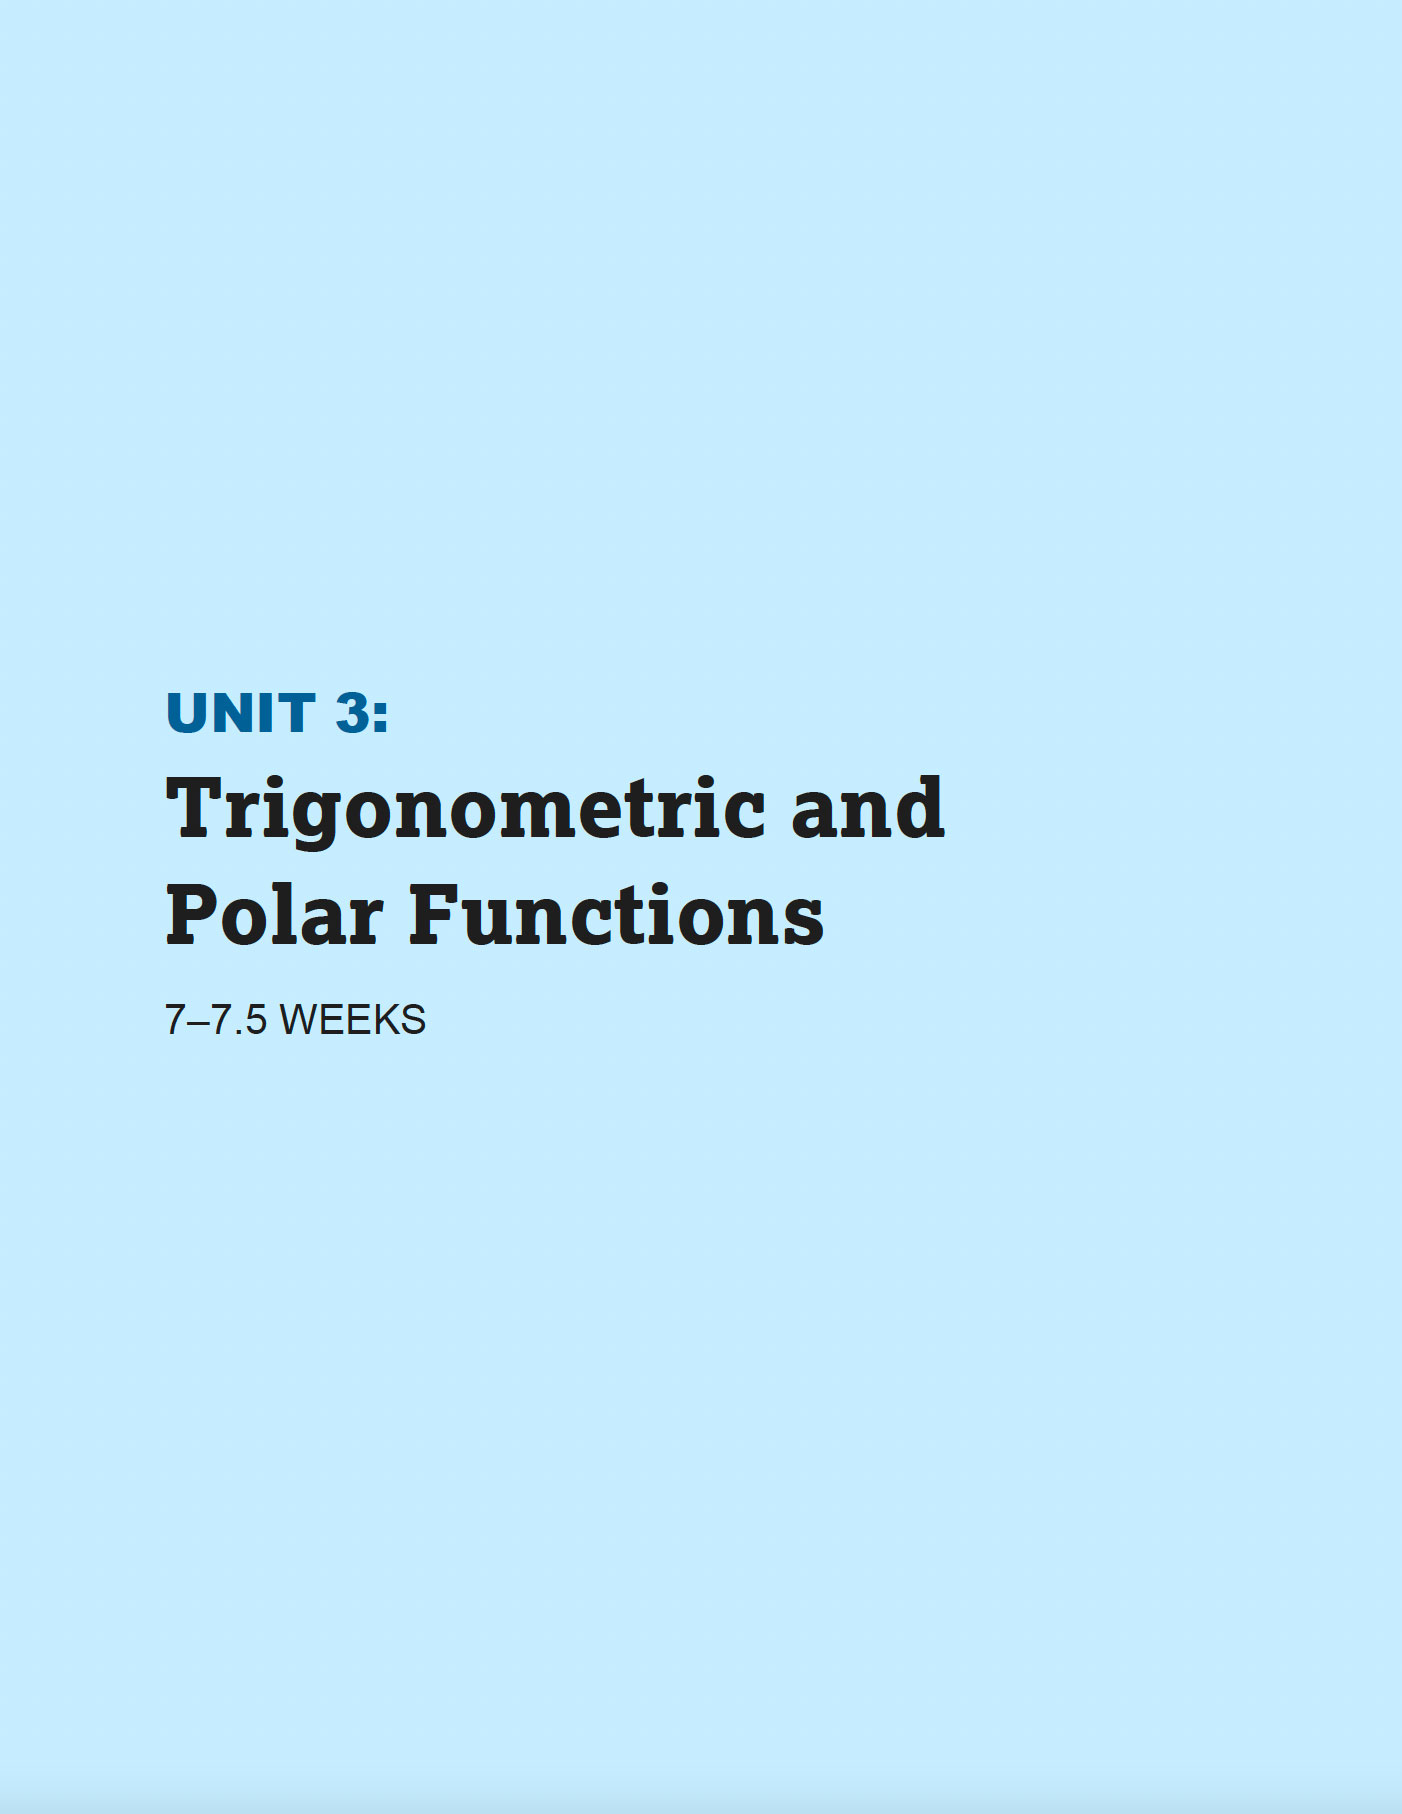 UNIT 3:
Trigonometric and
Polar Functions
7–7.5 WEEKS